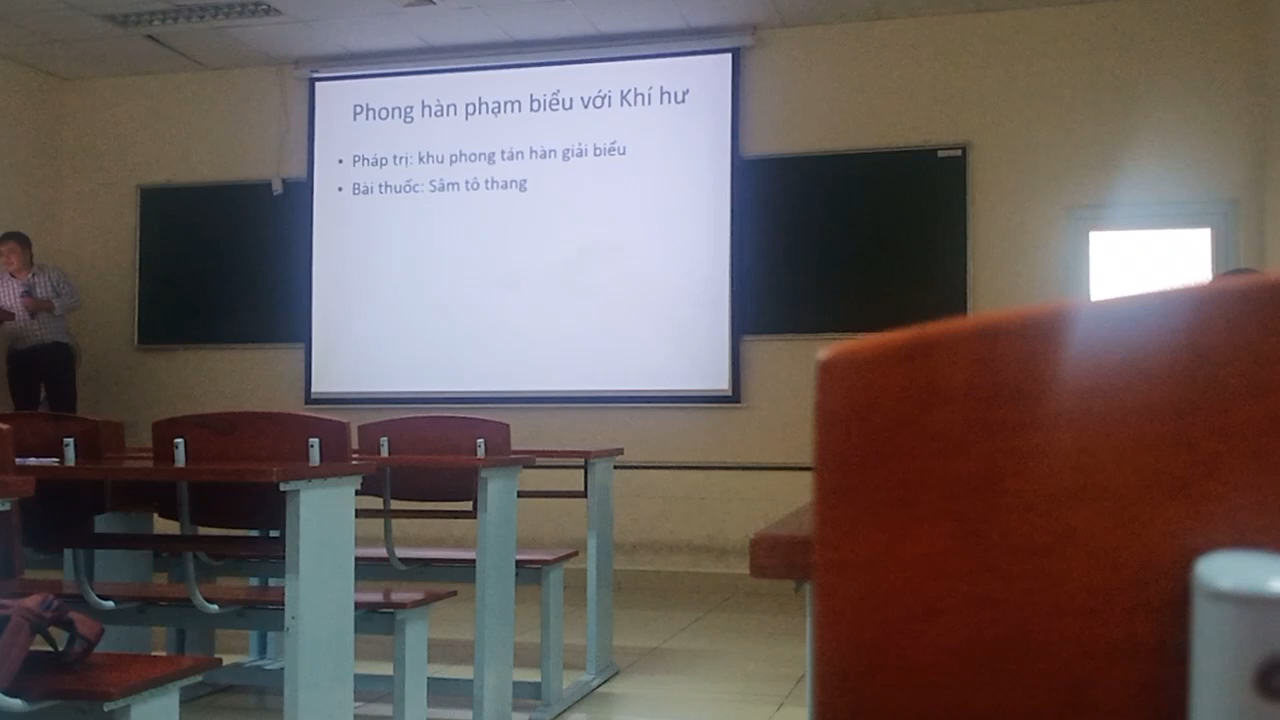 Phong hàn phạm biểu với Khí hư
• Pháp trị: khu phong tán hàn giải biểu
• Bài thuốc: Sâm tô thang